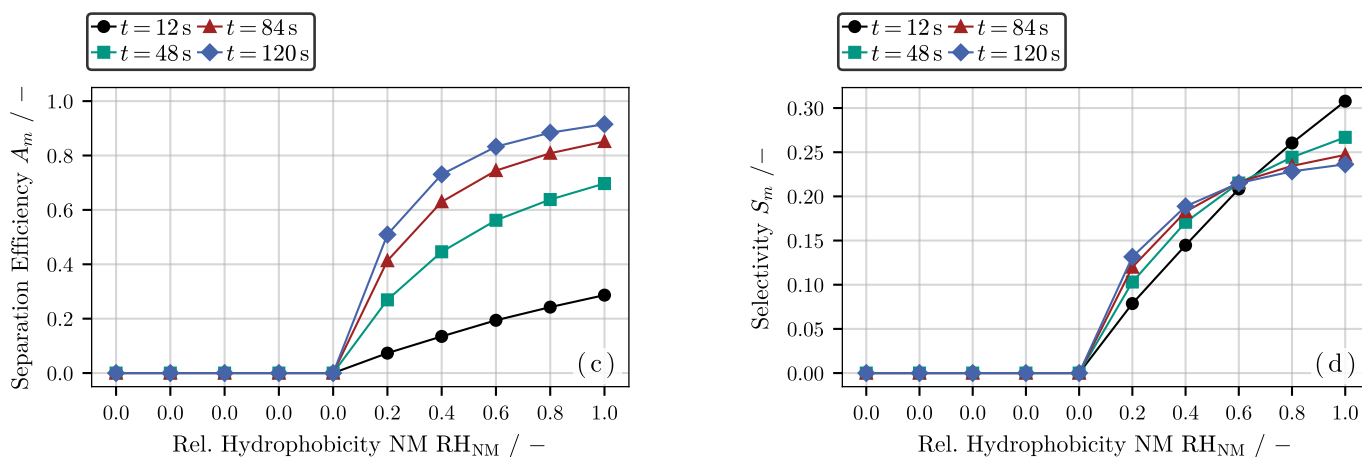 t = 12 s t = 84 s
t = 48 s t = 120 s
Separation Efficiency A_m / −
1.0
0.8
0.6
0.4
0.2
0.0
(c)
0.0 0.0 0.0 0.0 0.0 0.2 0.4 0.6 0.8 1.0
Rel. Hydrophobicity NM RH_NM / −
t = 12 s t = 84 s
t = 48 s t = 120 s
Selectivity S_m /−
0.30
0.25
0.20
0.15
0.10
0.05
0.00
(d)
0.0 0.0 0.0 0.0 0.0 0.2 0.4 0.6 0.8 1.0
Rel. Hydrophobicity NM RH_NM / −